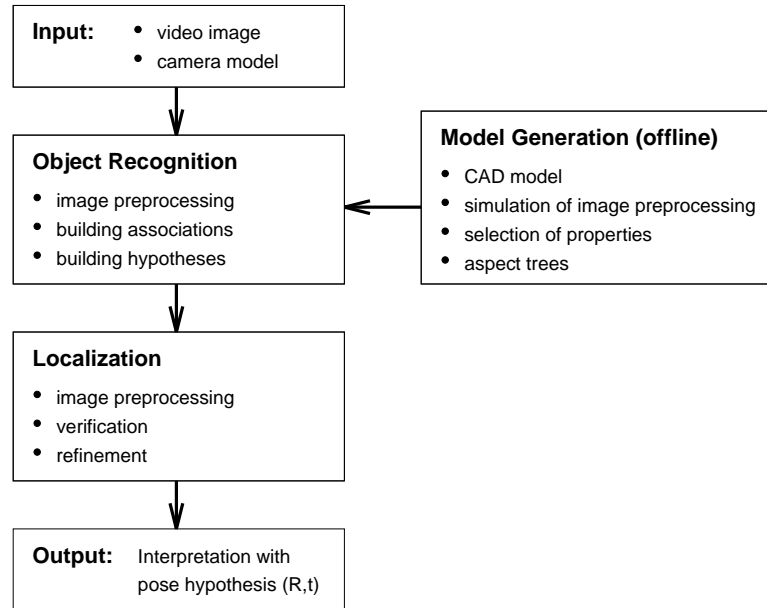 Input: • video image
• camera model
Object Recognition
• image preprocessing
• building associations
• building hypotheses
Model Generation (offline)
• CAD model
• simulation of image preprocessing
• selection of properties
• aspect trees
Localization
• image preprocessing
• verification
• refinement
Output: Interpretation with
pose hypothesis (R,t)